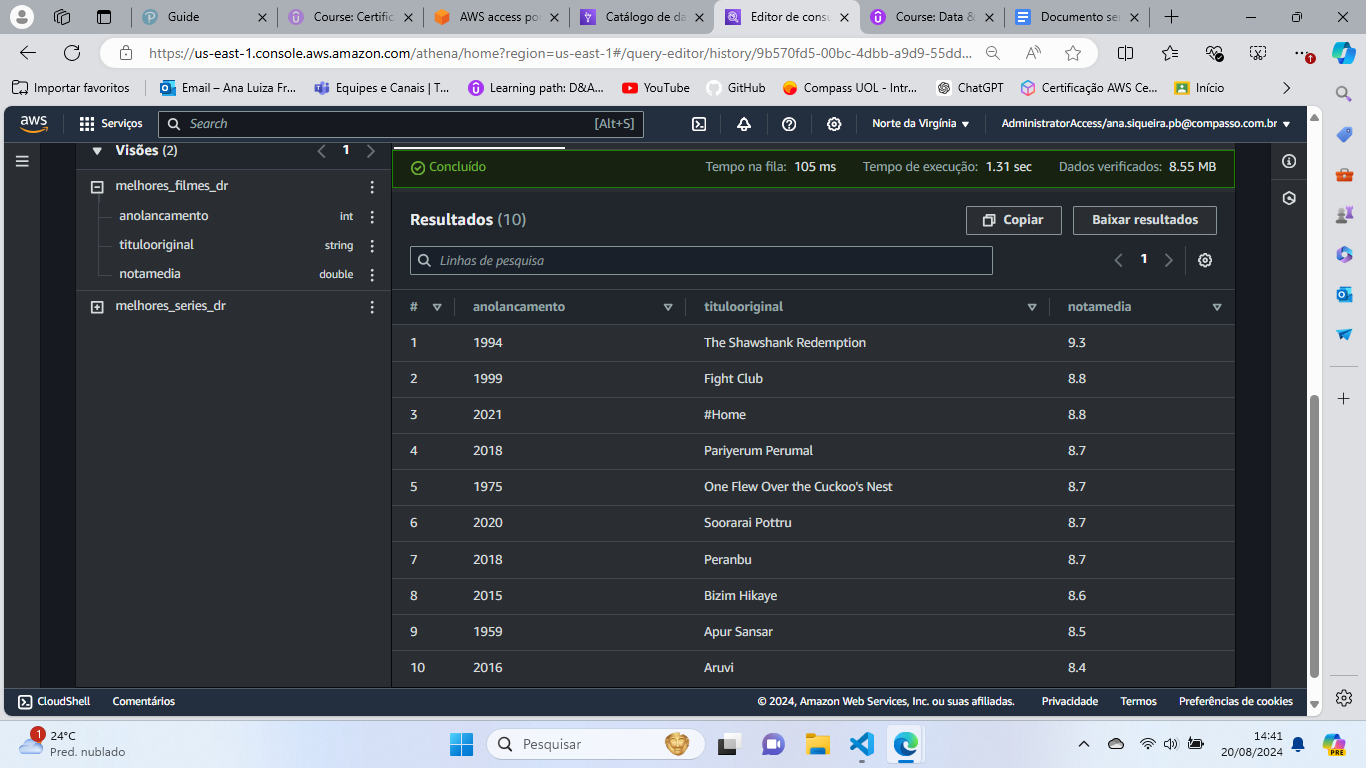 Guide
Course: Certific
AWS access por
Catálogo de da
Editor de consu
Course: Data &
Documento se
https://us-east-1.console.aws.amazon.com/athena/home?region=us-east-1#/query-editor/history/9b570fd5-00bc-4dbb-a9d9-55dd...
Importar favoritos
Email – Ana Luiza Fr...
Equipes e Canais | T...
Learning path: D&A...
YouTube
GitHub
Compass UOL - Intr...
ChatGPT
Certificação AWS Ce...
Início
aws
Serviços
Search
[Alt+S]
Norte da Virgínia
AdministratorAccess/ana.siqueira.pb@compasso.com.br
Visões (2)
1
melhores_filmes_dr
anolancamento int
titulooriginal string
notamedia double
melhores_series_dr
Concluído
Tempo na fila: 105 ms
Tempo de execução: 1.31 sec
Dados verificados: 8.55 MB
Resultados (10)
Copiar
Baixar resultados
Linhas de pesquisa
1
# anolancamento titulooriginal notamedia
1 1994 The Shawshank Redemption 9.3
2 1999 Fight Club 8.8
3 2021 #Home 8.8
4 2018 Pariyerum Perumal 8.7
5 1975 One Flew Over the Cuckoo's Nest 8.7
6 2020 Soorarai Pottru 8.7
7 2018 Peranbu 8.7
8 2015 Bizim Hikaye 8.6
9 1959 Apur Sansar 8.5
10 2016 Aruvi 8.4
CloudShell
Comentários
© 2024, Amazon Web Services, Inc. ou suas afiliadas.
Privacidade
Termos
Preferências de cookies
1
24°C
Pred. nublado
Pesquisar
14:41
20/08/2024
PRE